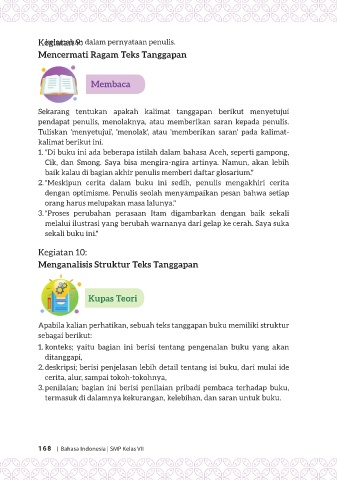 Kegiatan 9:
dalam pernyataan penulis.
Mencermati Ragam Teks Tanggapan
Membaca
Sekarang tentukan apakah kalimat tanggapan berikut menyetujui
pendapat penulis, menolaknya, atau memberikan saran kepada penulis.
Tuliskan 'menyetujui', 'menolak', atau 'memberikan saran' pada kalimat-
kalimat berikut ini.
1. "Di buku ini ada beberapa istilah dalam bahasa Aceh, seperti gampong,
Cik, dan Smong. Saya bisa mengira-ngira artinya. Namun, akan lebih
baik kalau di bagian akhir penulis memberi daftar glosarium."
2. "Meskipun cerita dalam buku ini sedih, penulis mengakhiri cerita
dengan optimisme. Penulis seolah menyampaikan pesan bahwa setiap
orang harus melupakan masa lalunya."
3. "Proses perubahan perasaan Itam digambarkan dengan baik sekali
melalui ilustrasi yang berubah warnanya dari gelap ke cerah. Saya suka
sekali buku ini."
Kegiatan 10:
Menganalisis Struktur Teks Tanggapan
Kupas Teori
Apabila kalian perhatikan, sebuah teks tanggapan buku memiliki struktur
sebagai berikut:
1. konteks; yaitu bagian ini berisi tentang pengenalan buku yang akan
ditanggapi,
2. deskripsi; berisi penjelasan lebih detail tentang isi buku, dari mulai ide
cerita, alur, sampai tokoh-tokohnya,
3. penilaian; bagian ini berisi penilaian pribadi pembaca terhadap buku,
termasuk di dalamnya kekurangan, kelebihan, dan saran untuk buku.
168 | Bahasa Indonesia | SMP Kelas VII